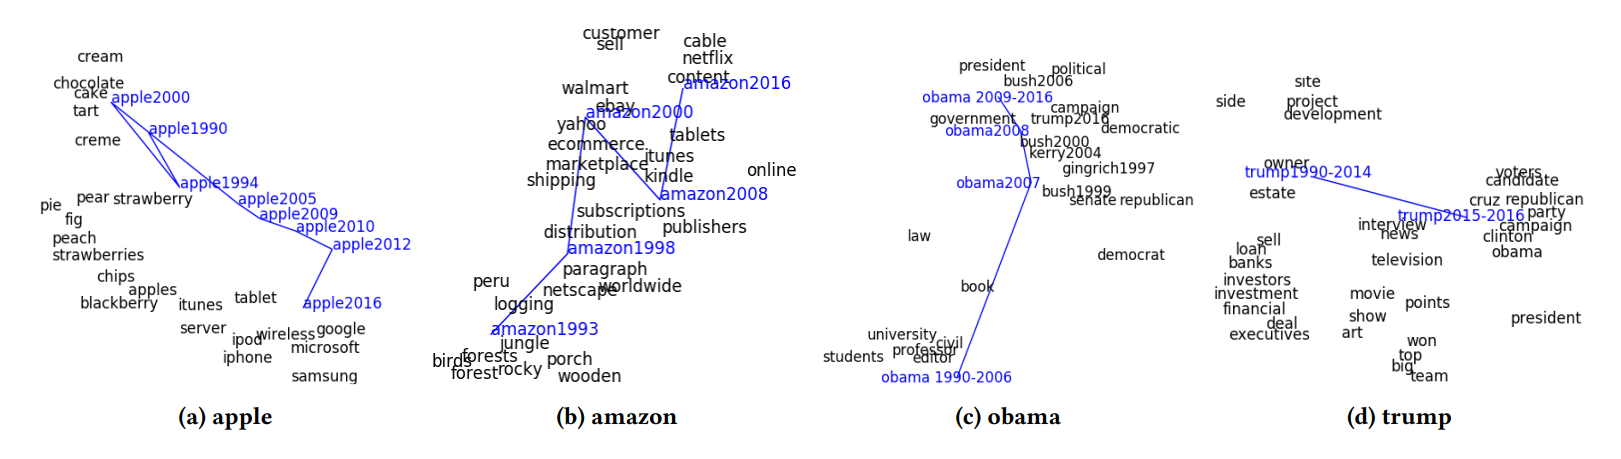 cream
chocolate
cake
apple2000
tart
apple1990
creme
apple1994
pear
strawberry
apple2005
pie
fig
apple2009
apple2010
peach
apple2012
strawberries
chips
apples
blackberry
itunes
tablet
apple2016
server
ipod
wireless
google
microsoft
iphone
samsung
(a) apple
customer
sell
cable
netflix
content
amazon2016
walmart
ebay
amazon2000
yahoo
tablets
ecommerce
marketplace
itunes
online
shipping
kindle
amazon2008
subscriptions
distribution
publishers
amazon1998
paragraph
peru
netscape
worldwide
logging
amazon1993
jungle
birds
forests
porch
forest
rocky
wooden
(b) amazon
president
political
bush2006
obama 2009-2016
campaign
government
trump2016
obama2008
democratic
bush2000
kerry2004
gingrich1997
obama2007
bush1999
senate
republican
law
democrat
book
university
civil
professor
students
editor
obama 1990-2006
(c) obama
site
side
project
development
owner
trump1990-2014
voters
candidate
estate
cruz
republican
trump2015-2016
party
interview
campaign
news
clinton
sell
loan
obama
banks
television
investors
investment
movie
points
financial
show
president
deal
executives
art
won
top
big
team
(d) trump